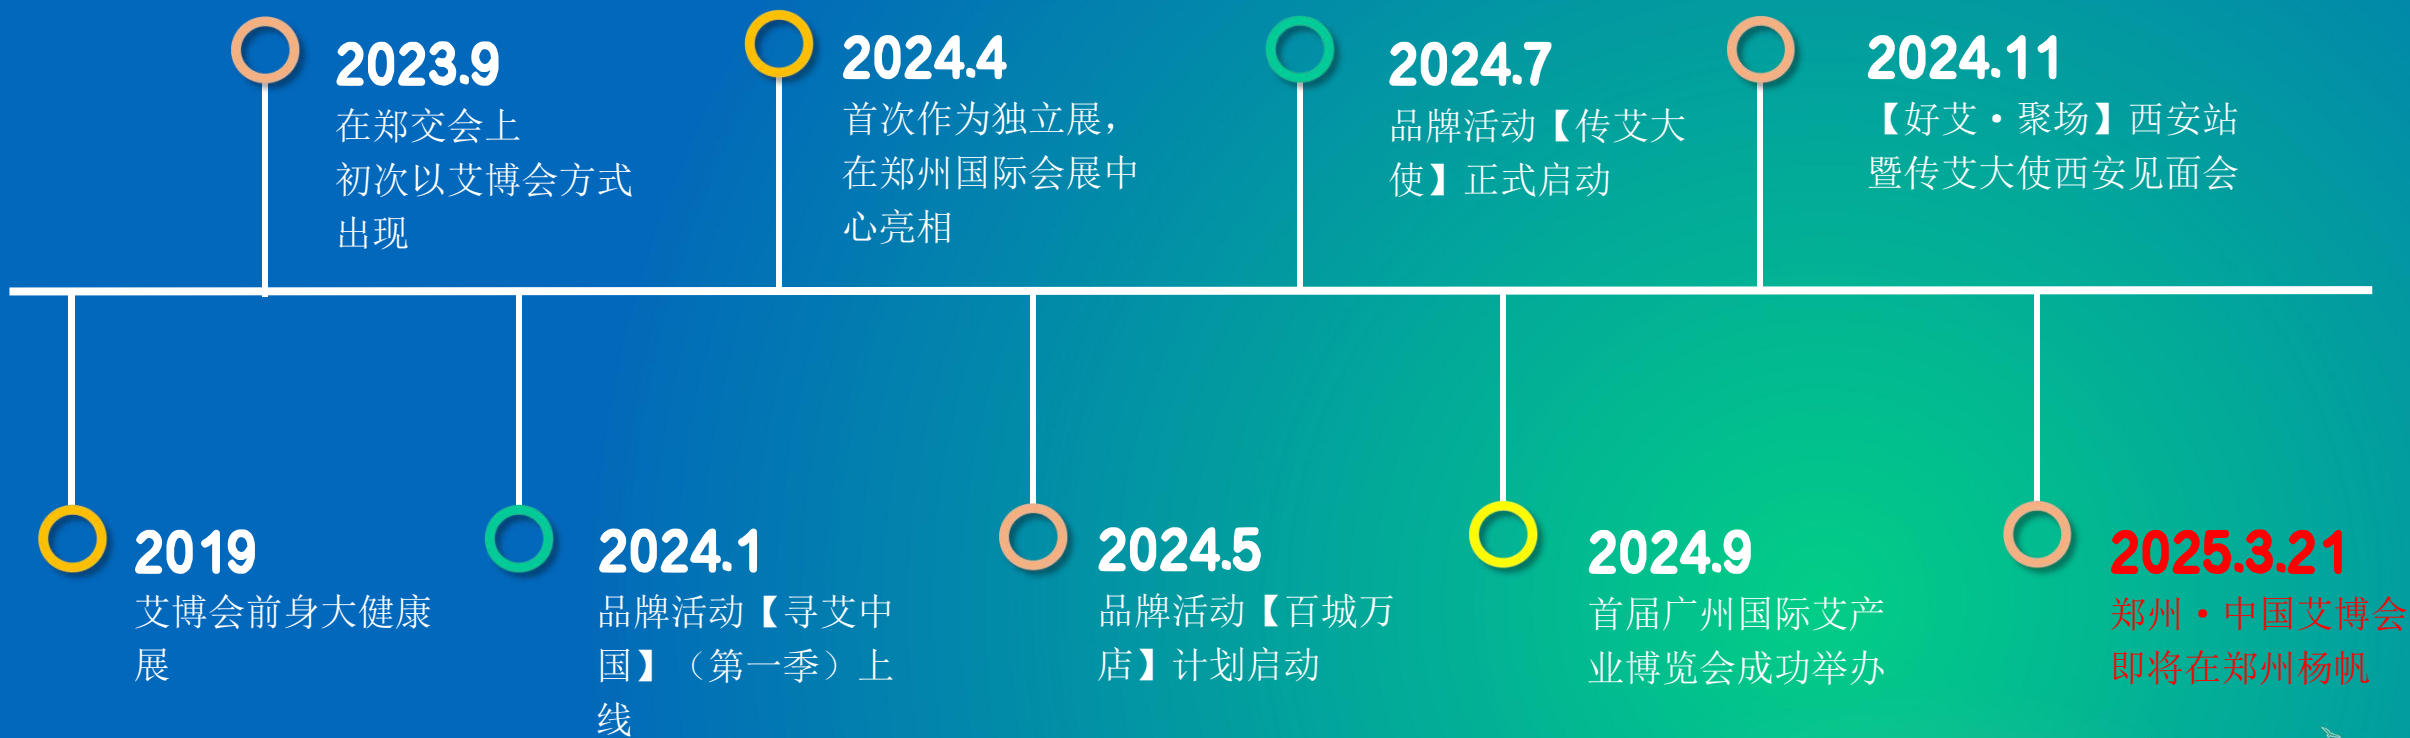 2023.9
在郑交会上
初次以艾博会方式
出现
2024.4
首次作为独立展，
在郑州国际会展中
心亮相
2024.7
品牌活动【传艾大
使】正式启动
2024.11
【好艾·聚场】西安站
暨传艾大使西安见面会
2019
艾博会前身大健康
展
2024.1
品牌活动【寻艾中
国】（第一季）上
线
2024.5
品牌活动【百城万
店】计划启动
2024.9
首届广州国际艾产
业博览会成功举办
2025.3.21
郑州·中国艾博会
即将在郑州杨帆